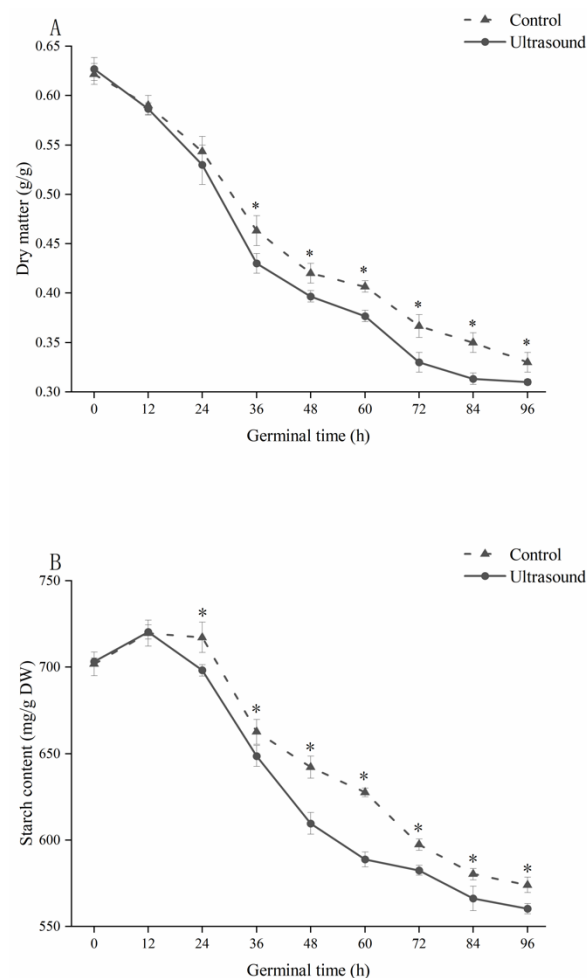 A
Control
Ultrasound
0.65
0.60
0.55
0.50
0.45
0.40
0.35
0.30
Dry matter (g/g)
*
*
*
*
*
*
0 12 24 36 48 60 72 84 96
Germinal time (h)
B
Control
Ultrasound
750
700
650
600
550
Starch content (mg/g DW)
*
*
*
*
*
*
*
0 12 24 36 48 60 72 84 96
Germinal time (h)